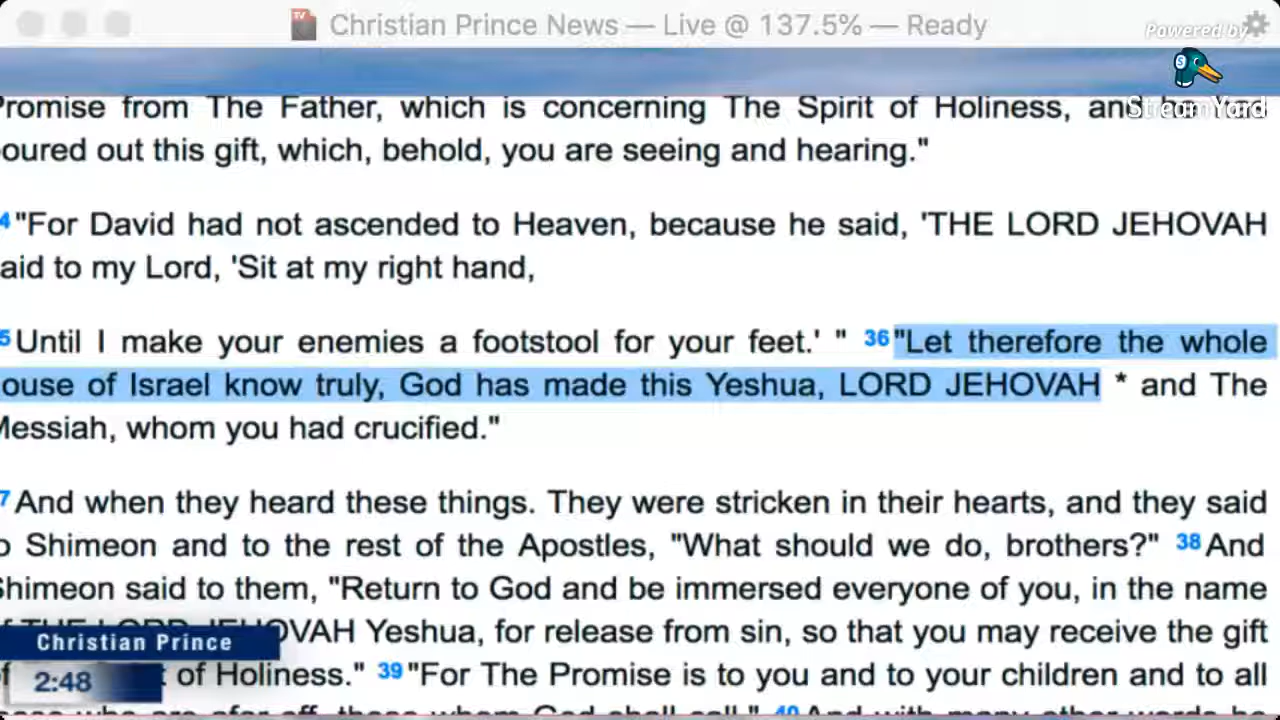 Christian Prince News — Live @ 137.5% — Ready
Powered by
StreamYard
Promise from The Father, which is concerning The Spirit of Holiness, and
oured out this gift, which, behold, you are seeing and hearing."
4 "For David had not ascended to Heaven, because he said, 'THE LORD JEHOVAH
aid to my Lord, 'Sit at my right hand,
5 Until I make your enemies a footstool for your feet.' " 36 "Let therefore the whole
ouse of Israel know truly, God has made this Yeshua, LORD JEHOVAH * and The
Messiah, whom you had crucified."
7 And when they heard these things. They were stricken in their hearts, and they said
o Shimeon and to the rest of the Apostles, "What should we do, brothers?" 38 And
Shimeon said to them, "Return to God and be immersed everyone of you, in the name
OVAH Yeshua, for release from sin, so that you may receive the gift
Christian Prince
of Holiness." 39 "For The Promise is to you and to your children and to all
2:48